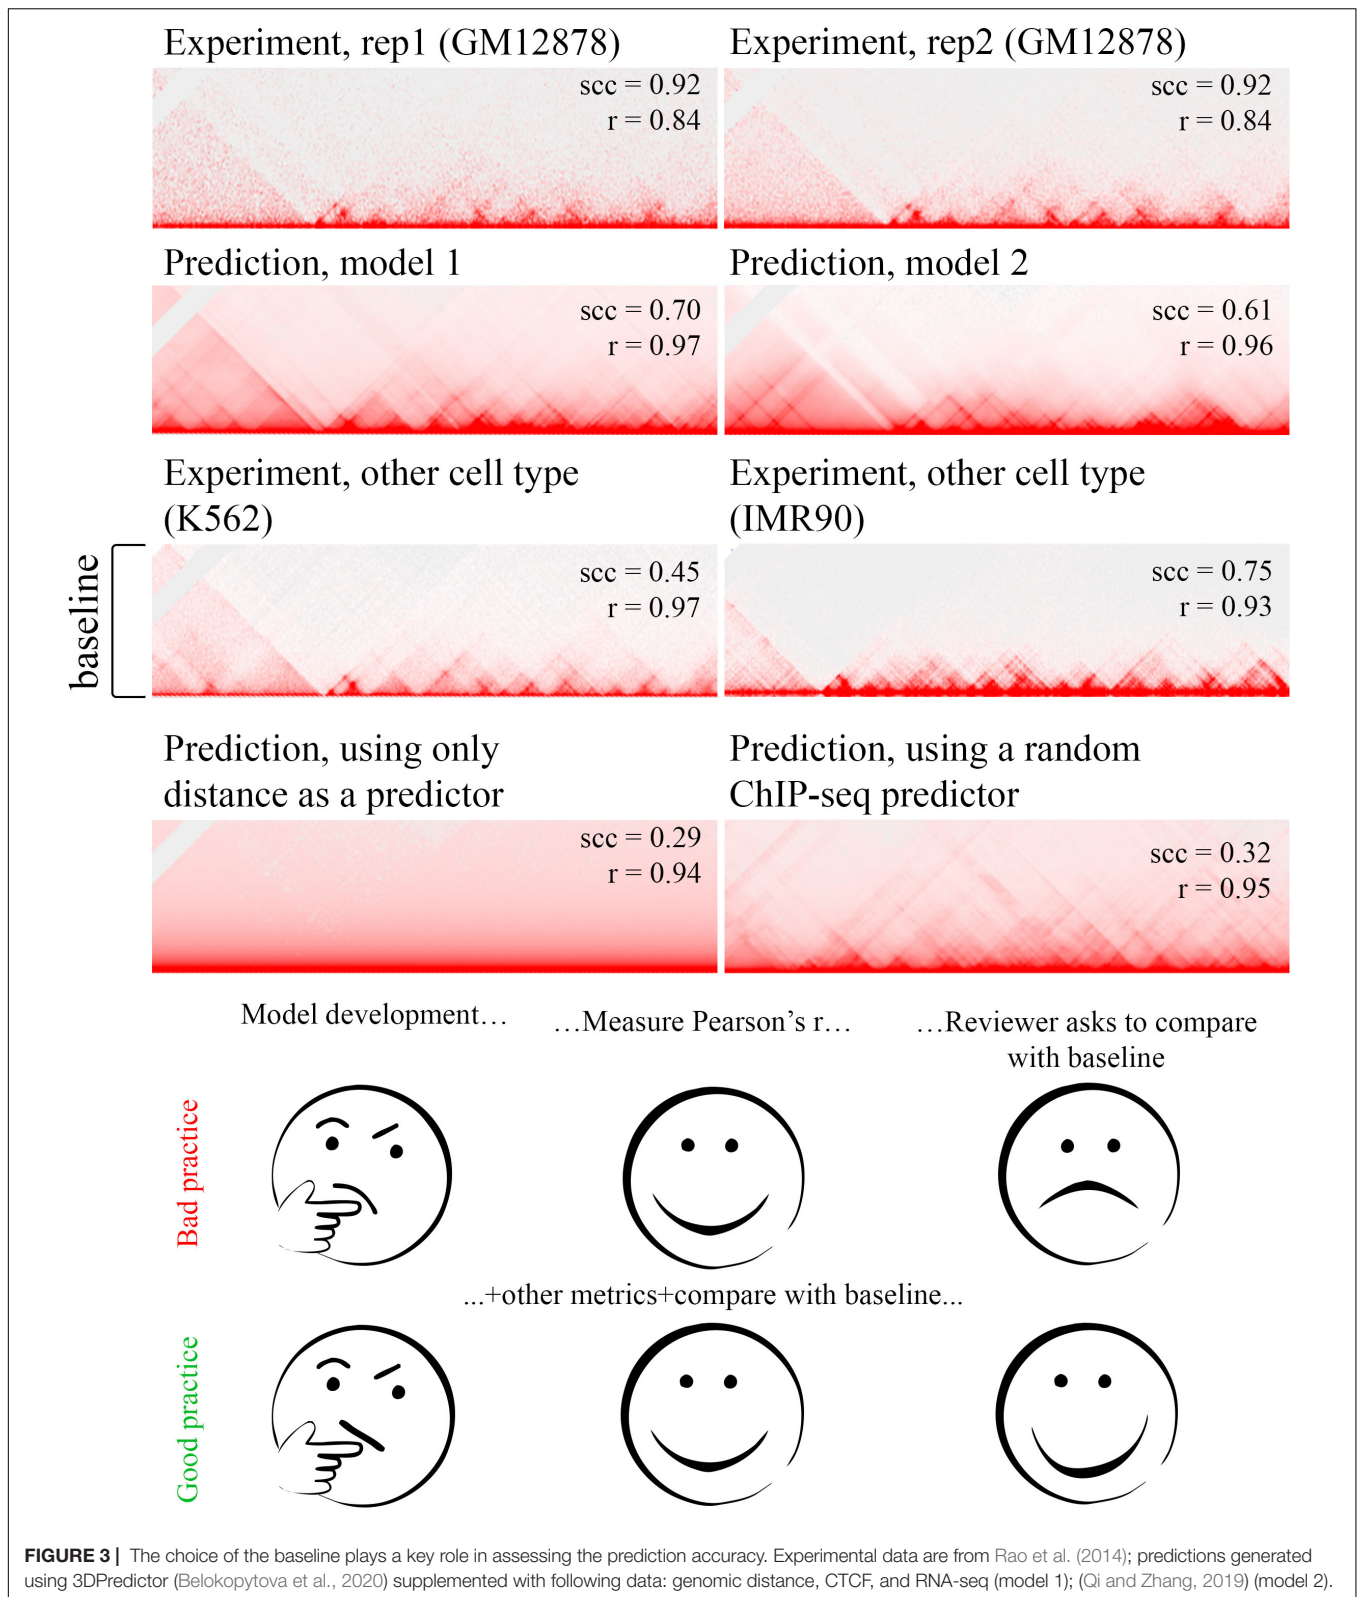 Experiment, rep1 (GM12878)
scc = 0.92
r = 0.84
Experiment, rep2 (GM12878)
scc = 0.92
r = 0.84
Prediction, model 1
scc = 0.70
r = 0.97
Prediction, model 2
scc = 0.61
r = 0.96
baseline
Experiment, other cell type
(K562)
scc = 0.45
r = 0.97
Experiment, other cell type
(IMR90)
scc = 0.75
r = 0.93
Prediction, using only
distance as a predictor
scc = 0.29
r = 0.94
Prediction, using a random
ChIP-seq predictor
scc = 0.32
r = 0.95
Model development…
…Measure Pearson’s r…
…Reviewer asks to compare
with baseline
Bad practice
...+other metrics+compare with baseline...
Good practice
FIGURE 3 | The choice of the baseline plays a key role in assessing the prediction accuracy. Experimental data are from Rao et al. (2014); predictions generated
using 3DPredictor (Belokopytova et al., 2020) supplemented with following data: genomic distance, CTCF, and RNA-seq (model 1); (Qi and Zhang, 2019) (model 2).